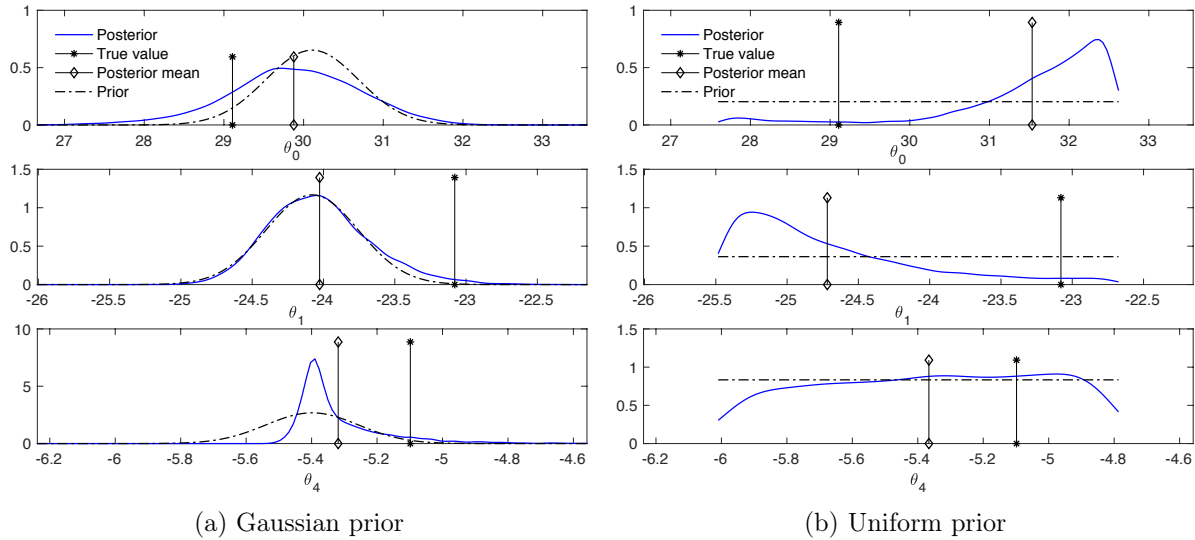 1
0.5
0
Posterior
True value
Posterior mean
Prior
27 28 29 30 31 32 33
θ0
1.5
1
0.5
0
-26 -25.5 -25 -24.5 -24 -23.5 -23 -22.5
θ1
10
5
0
-6.2 -6 -5.8 -5.6 -5.4 -5.2 -5 -4.8 -4.6
θ4
(a) Gaussian prior
1
0.5
0
Posterior
True value
Posterior mean
Prior
27 28 29 30 31 32 33
θ0
1.5
1
0.5
0
-26 -25.5 -25 -24.5 -24 -23.5 -23 -22.5
θ1
1.5
1
0.5
0
-6.2 -6 -5.8 -5.6 -5.4 -5.2 -5 -4.8 -4.6
θ4
(b) Uniform prior